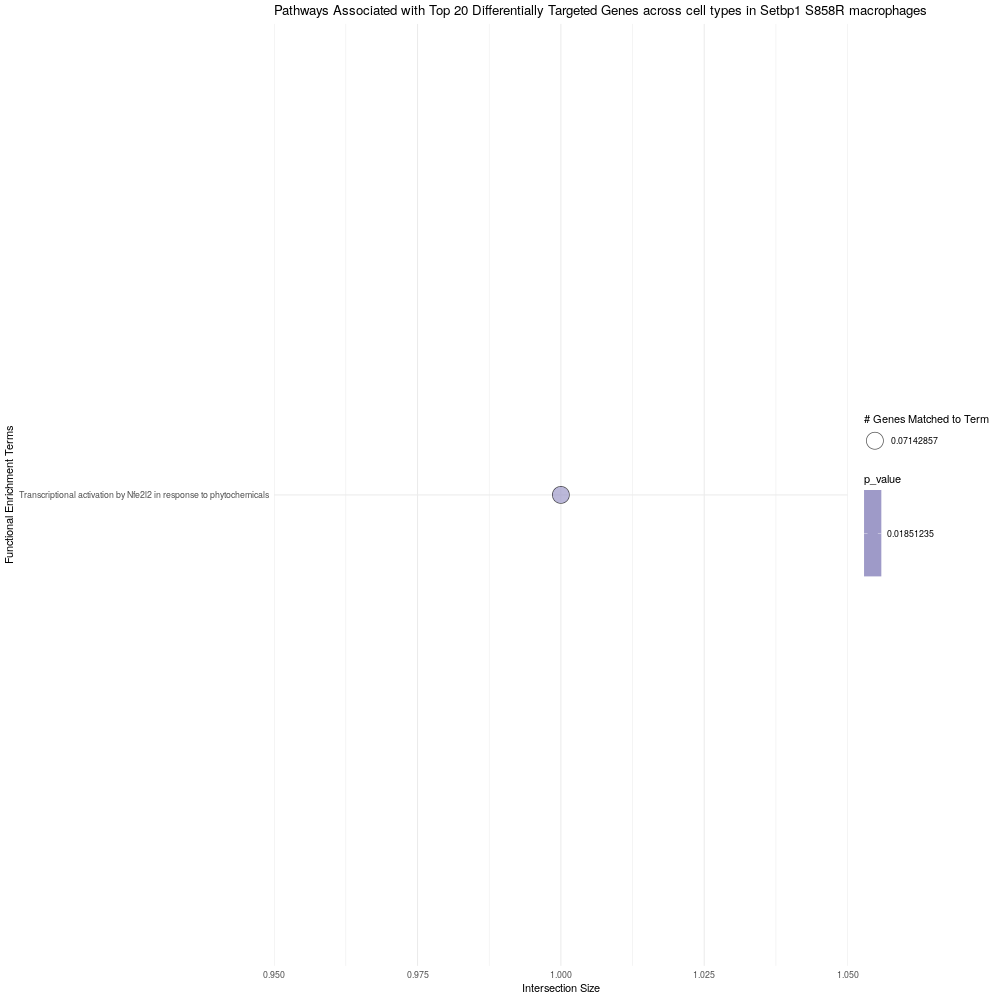 Pathways Associated with Top 20 Differentially Targeted Genes across cell types in Setbp1 S858R macrophages
Functional Enrichment Terms
Transcriptional activation by Nfe2l2 in response to phytochemicals
# Genes Matched to Term
0.07142857
p_value
0.01851235
0.950
0.975
1.000
1.025
1.050
Intersection Size